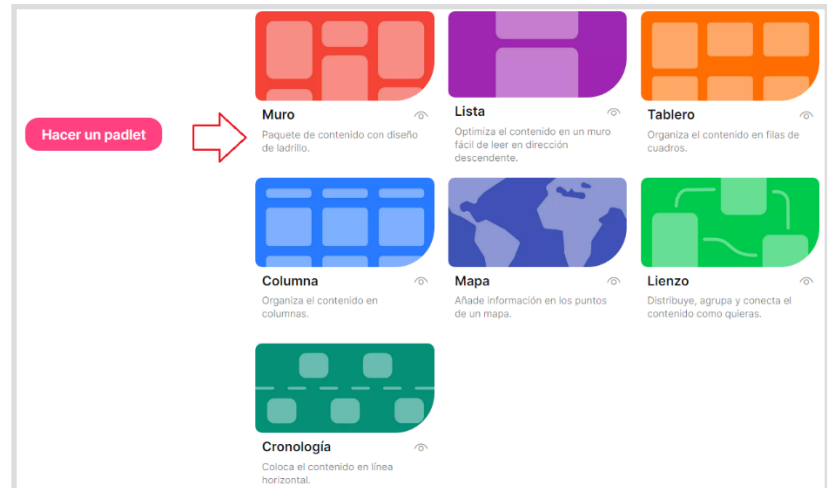 Hacer un padlet
Muro
Paquete de contenido con diseño
de ladrillo.
Lista
Optimiza el contenido en un muro
fácil de leer en dirección
descendente.
Tablero
Organiza el contenido en filas de
cuadros.
Columna
Organiza el contenido en
columnas.
Mapa
Añade información en los puntos
de un mapa.
Lienzo
Distribuye, agrupa y conecta el
contenido como quieras.
Cronología
Coloca el contenido en línea
horizontal.